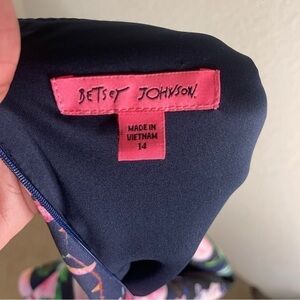 BETSEY JOHNSON.
MADE IN
VIETNAM
14